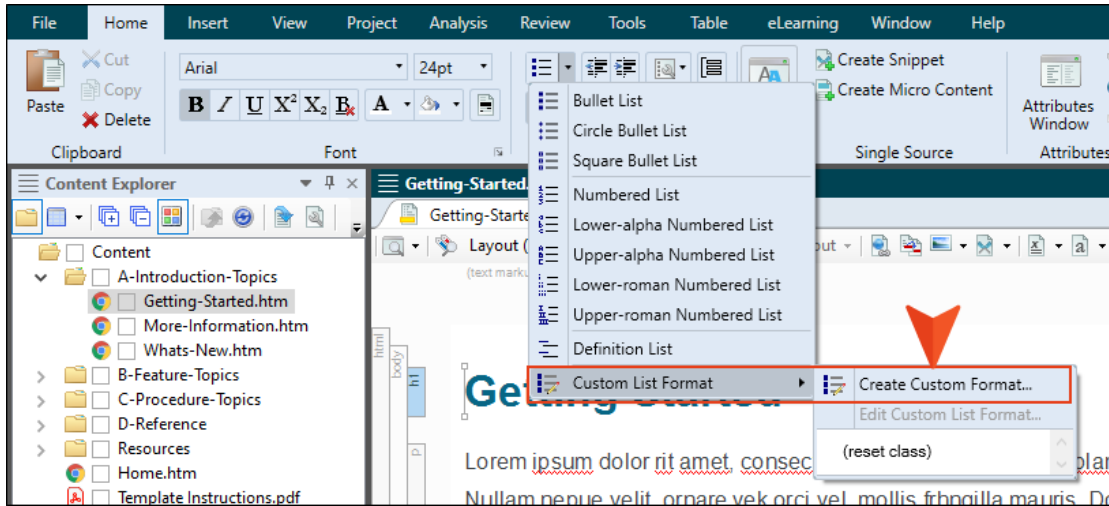 File Home Insert View Project Analysis Review Tools Table eLearning Window Help
Paste
Cut
Copy
Delete
Clipboard
Arial 24pt
B I U X² X₂ B A
Font
Create Snippet
Create Micro Content
Single Source
Attributes
Window
Attributes
Content Explorer
Content
A-Introduction-Topics
Getting-Started.htm
More-Information.htm
Whats-New.htm
B-Feature-Topics
C-Procedure-Topics
D-Reference
Resources
Home.htm
Template Instructions.pdf
Getting-Started.
Getting-Starte
Layout (
(text marku
html
body
h1
p
Bullet List
Circle Bullet List
Square Bullet List
Numbered List
Lower-alpha Numbered List
Upper-alpha Numbered List
Lower-roman Numbered List
Upper-roman Numbered List
Definition List
Custom List Format
Create Custom Format...
Edit Custom List Format...
(reset class)
Getting Started
Lorem ipsum dolor rit amet, consec
Nullam nepue velit, ornare vek orci vel, mollis frhngilla mauris.